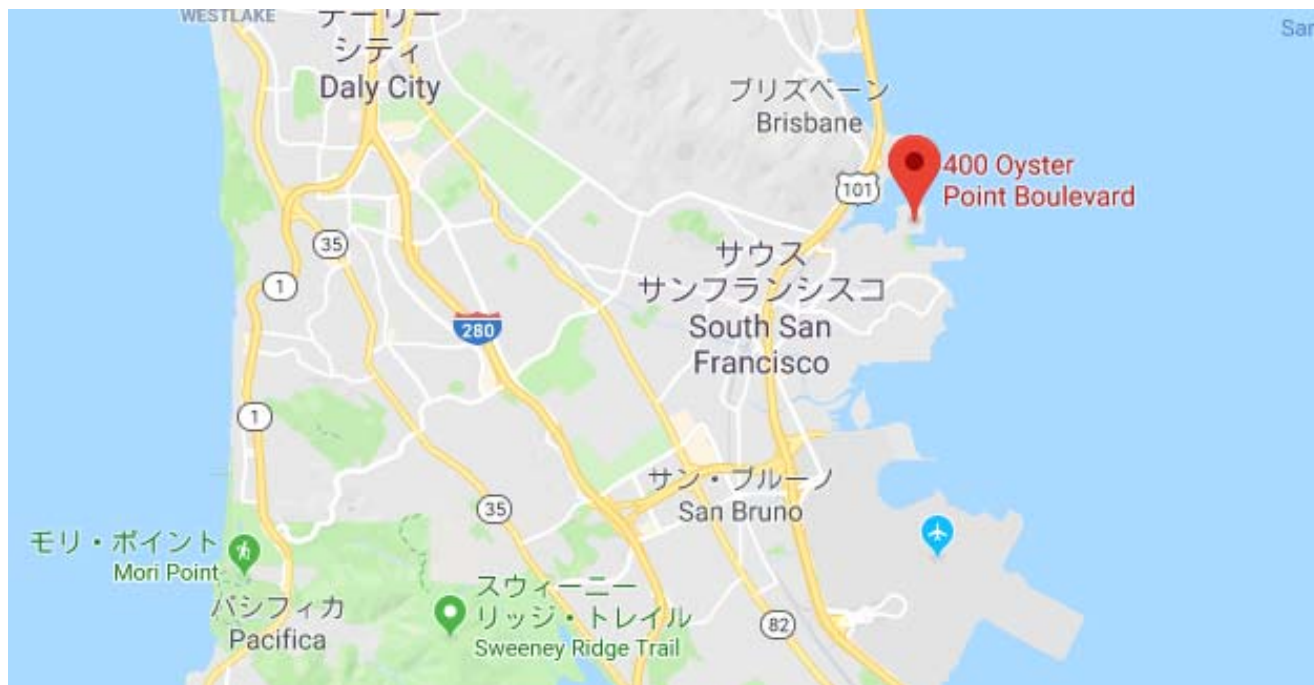 WESTLAKE
デーリー
シティ
Daly City
ブリズベーン
Brisbane
101
400 Oyster
Point Boulevard
35
1
サウス
サンフランシスコ
South San
Francisco
280
1
サン・ブルーノ
San Bruno
35
モリ・ポイント
Mori Point
パシフィカ
Pacifica
スウィーニー
リッジ・トレイル
Sweeney Ridge Trail
82